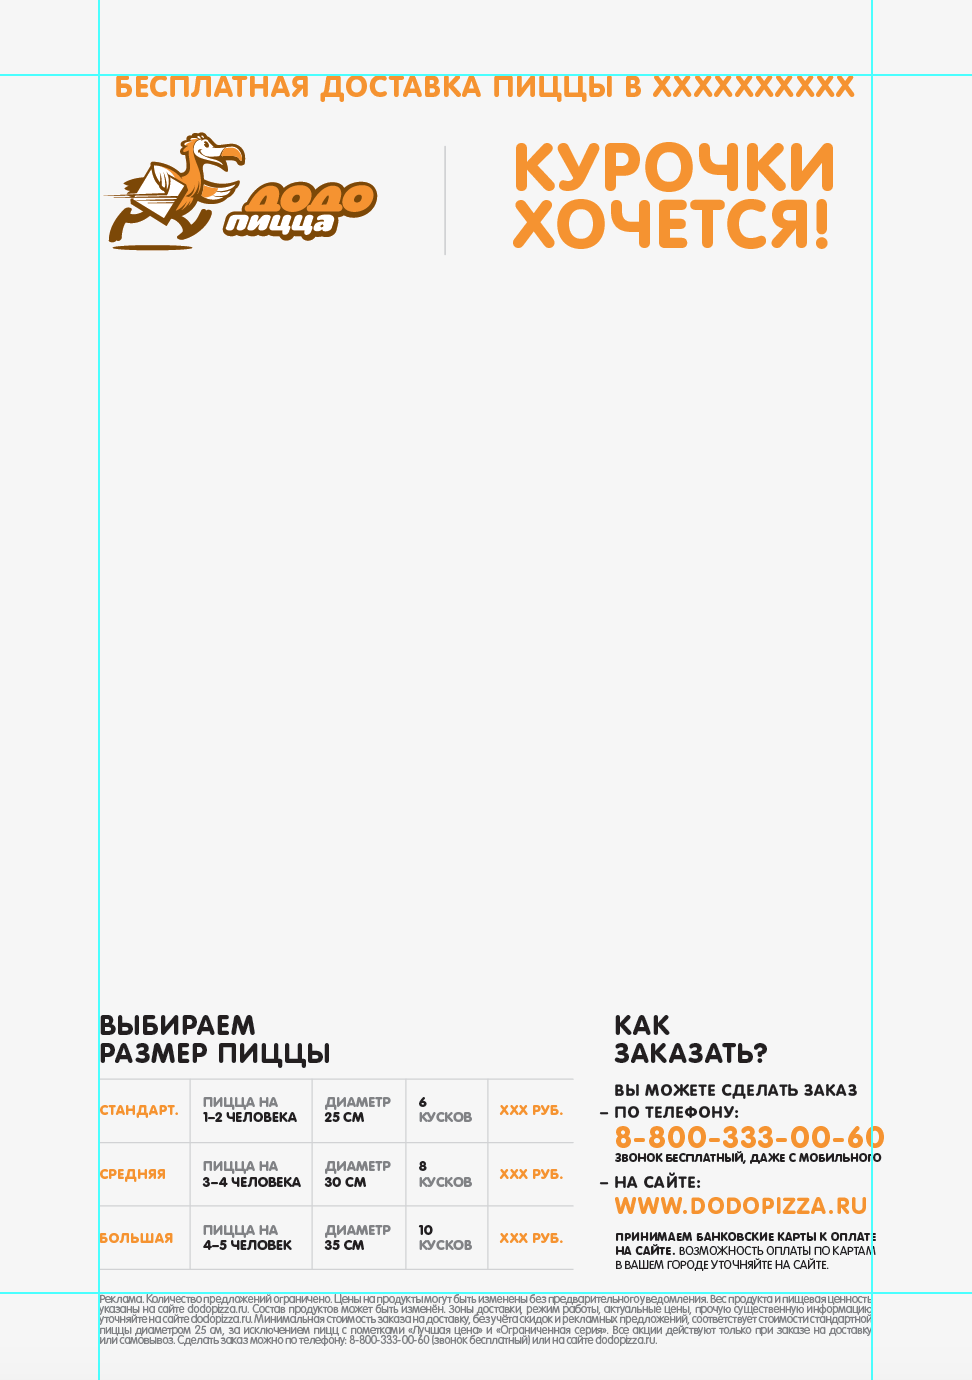 БЕСПЛАТНАЯ ДОСТАВКА ПИЦЦЫ В XXXXXXXXXX
ДОДО
пицца
КУРОЧКИ
ХОЧЕТСЯ!
ВЫБИРАЕМ
РАЗМЕР ПИЦЦЫ
СТАНДАРТ. ПИЦЦА НА 1–2 ЧЕЛОВЕКА ДИАМЕТР 25 СМ 6 КУСКОВ XXX РУБ.
СРЕДНЯЯ ПИЦЦА НА 3–4 ЧЕЛОВЕКА ДИАМЕТР 30 СМ 8 КУСКОВ XXX РУБ.
БОЛЬШАЯ ПИЦЦА НА 4–5 ЧЕЛОВЕК ДИАМЕТР 35 СМ 10 КУСКОВ XXX РУБ.
КАК
ЗАКАЗАТЬ?
ВЫ МОЖЕТЕ СДЕЛАТЬ ЗАКАЗ
– ПО ТЕЛЕФОНУ:
8-800-333-00-60
ЗВОНОК БЕСПЛАТНЫЙ, ДАЖЕ С МОБИЛЬНОГО
– НА САЙТЕ:
WWW.DODOPIZZA.RU
ПРИНИМАЕМ БАНКОВСКИЕ КАРТЫ К ОПЛАТЕ
НА САЙТЕ. ВОЗМОЖНОСТЬ ОПЛАТЫ ПО КАРТАМ
В ВАШЕМ ГОРОДЕ УТОЧНЯЙТЕ НА САЙТЕ.
Реклама. Количество предложений ограничено. Цены на продукты могут быть изменены без предварительного уведомления. Вес продукта и пищевая ценность
указаны на сайте dodopizza.ru. Состав продуктов может быть изменён. Зоны доставки, режим работы, актуальные цены, прочую существенную информацию
уточняйте на сайте dodopizza.ru. Минимальная стоимость заказа на доставку, без учёта скидок и рекламных предложений, соответствует стоимости стандартной
пиццы диаметром 25 см, за исключением пицц с пометками «Лучшая цена» и «Ограниченная серия». Все акции действуют только при заказе на доставку
или самовывоз. Сделать заказ можно по телефону: 8-800-333-00-60 (звонок бесплатный) или на сайте dodopizza.ru.